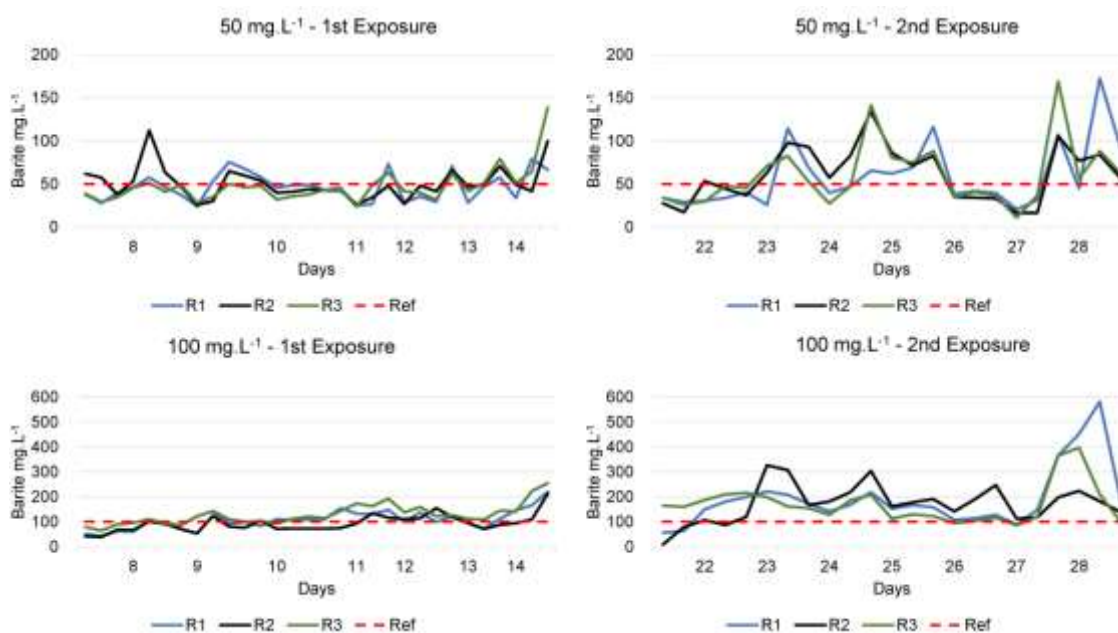 50 mg.L⁻¹ - 1st Exposure
200
150
100
50
0
Barite mg.L⁻¹
8 9 10 11 12 13 14
Days
R1 R2 R3 Ref
50 mg.L⁻¹ - 2nd Exposure
200
150
100
50
0
Barite mg.L⁻¹
22 23 24 25 26 27 28
Days
R1 R2 R3 Ref
100 mg.L⁻¹ - 1st Exposure
600
500
400
300
200
100
0
Barite mg.L⁻¹
8 9 10 11 12 13 14
Days
R1 R2 R3 Ref
100 mg.L⁻¹ - 2nd Exposure
600
500
400
300
200
100
0
Barite mg.L⁻¹
22 23 24 25 26 27 28
Days
R1 R2 R3 Ref